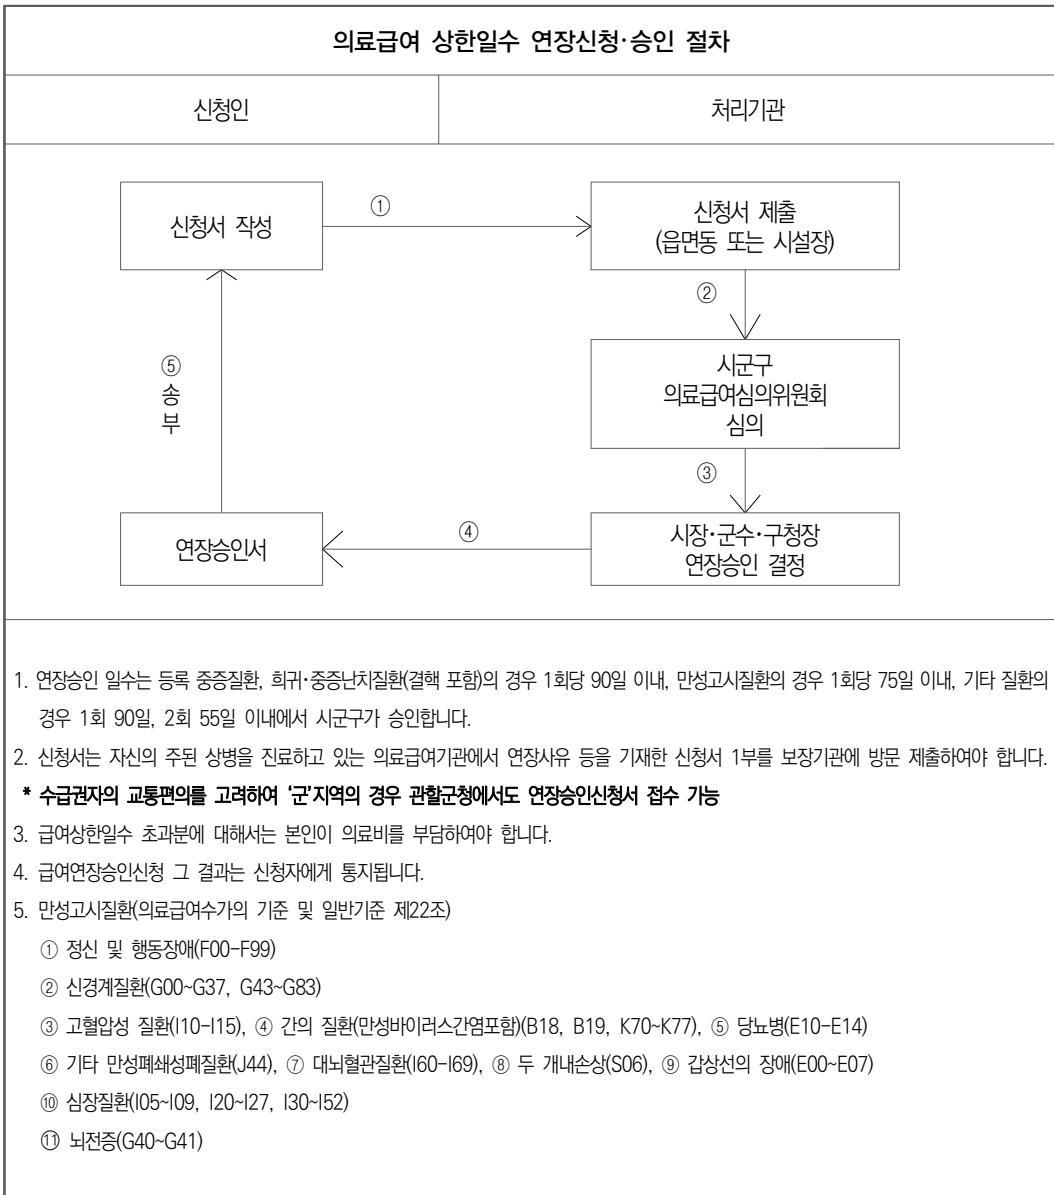 의료급여 상한일수 연장신청·승인 절차
신청인
처리기관
신청서 작성
①
신청서 제출
(읍면동 또는 시설장)
②
시군구
의료급여심의위원회
심의
③
시장·군수·구청장
연장승인 결정
④
연장승인서
⑤
송
부
1. 연장승인 일수는 등록 중증질환, 희귀·중증난치질환(결핵 포함)의 경우 1회당 90일 이내, 만성고시질환의 경우 1회당 75일 이내, 기타 질환의
경우 1회 90일, 2회 55일 이내에서 시군구가 승인합니다.
2. 신청서는 자신의 주된 상병을 진료하고 있는 의료급여기관에서 연장사유 등을 기재한 신청서 1부를 보장기관에 방문 제출하여야 합니다.
* 수급권자의 교통편의를 고려하여 ‘군’지역의 경우 관할군청에서도 연장승인신청서 접수 가능
3. 급여상한일수 초과분에 대해서는 본인이 의료비를 부담하여야 합니다.
4. 급여연장승인신청 그 결과는 신청자에게 통지됩니다.
5. 만성고시질환(의료급여수가의 기준 및 일반기준 제22조)
① 정신 및 행동장애(F00-F99)
② 신경계질환(G00~G37, G43~G83)
③ 고혈압성 질환(I10-I15), ④ 간의 질환(만성바이러스간염포함)(B18, B19, K70~K77), ⑤ 당뇨병(E10-E14)
⑥ 기타 만성폐쇄성폐질환(J44), ⑦ 대뇌혈관질환(I60-I69), ⑧ 두 개내손상(S06), ⑨ 갑상선의 장애(E00~E07)
⑩ 심장질환(I05~I09, I20~I27, I30~I52)
⑪ 뇌전증(G40~G41)